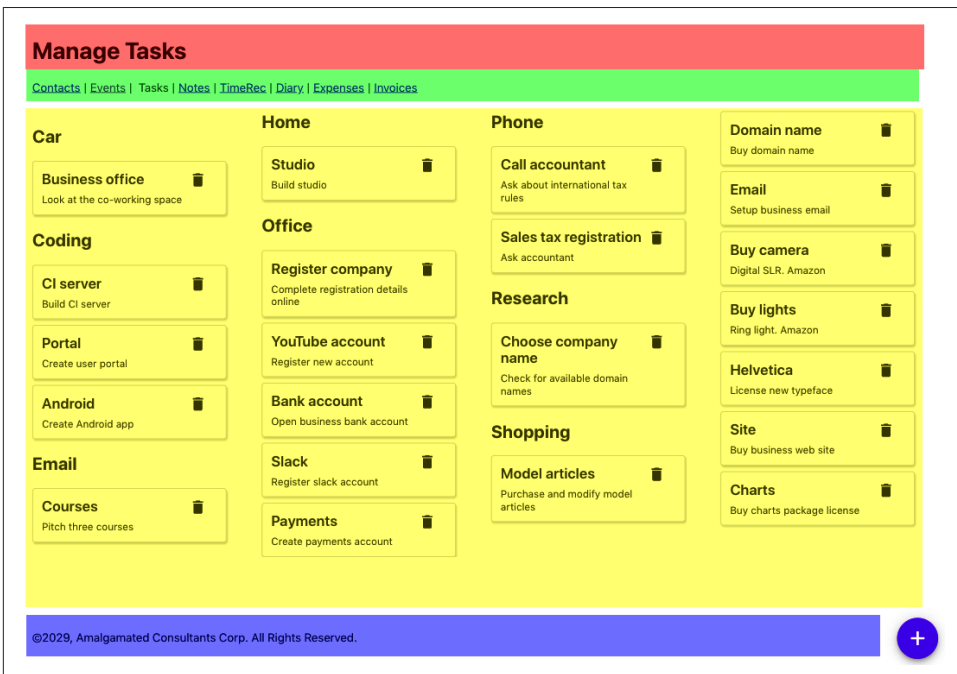 Manage Tasks
Contacts | Events | Tasks | Notes | TimeRec | Diary | Expenses | Invoices
Car
Business office
Look at the co-working space
Coding
CI server
Build CI server
Portal
Create user portal
Android
Create Android app
Email
Courses
Pitch three courses
Home
Studio
Build studio
Office
Register company
Complete registration details
online
YouTube account
Register new account
Bank account
Open business bank account
Slack
Register slack account
Payments
Create payments account
Phone
Call accountant
Ask about international tax
rules
Sales tax registration
Ask accountant
Research
Choose company
name
Check for available domain
names
Shopping
Model articles
Purchase and modify model
articles
Domain name
Buy domain name
Email
Setup business email
Buy camera
Digital SLR. Amazon
Buy lights
Ring light. Amazon
Helvetica
License new typeface
Site
Buy business web site
Charts
Buy charts package license
©2029, Amalgamated Consultants Corp. All Rights Reserved.
+